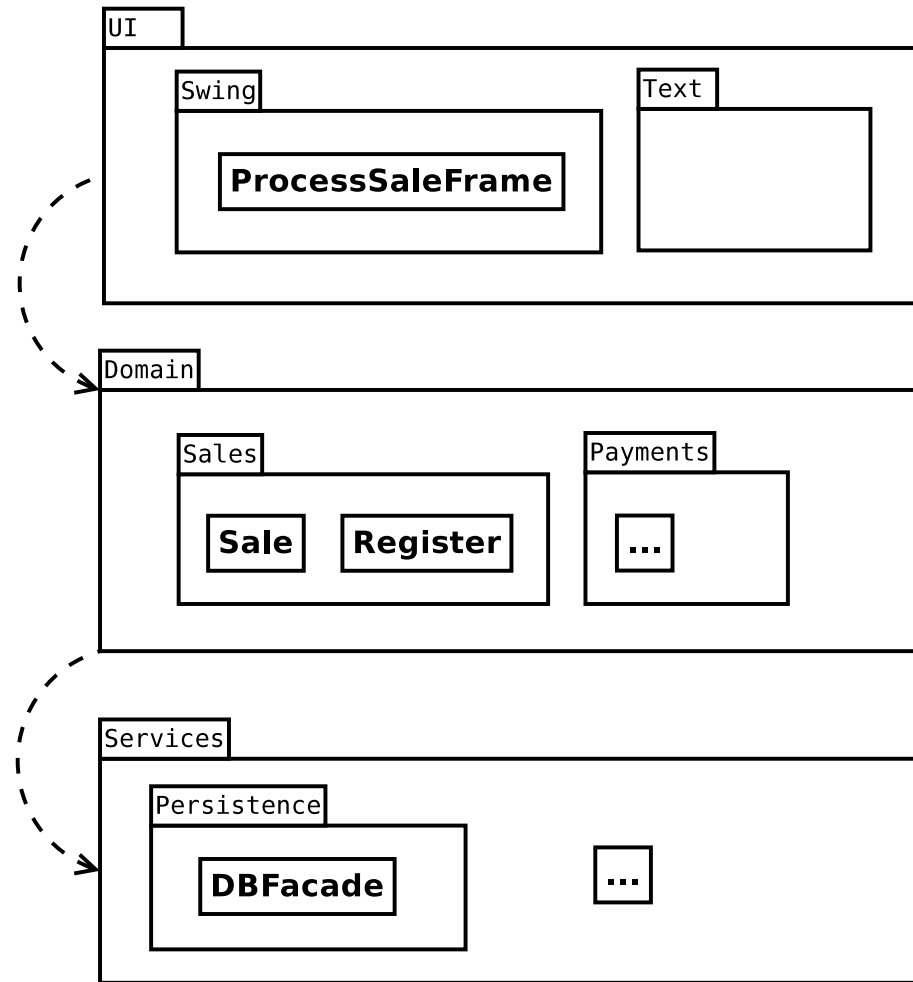 UI
Swing
Text
ProcessSaleFrame
Domain
Sales
Payments
Sale
Register
...
Services
Persistence
DBFacade
...